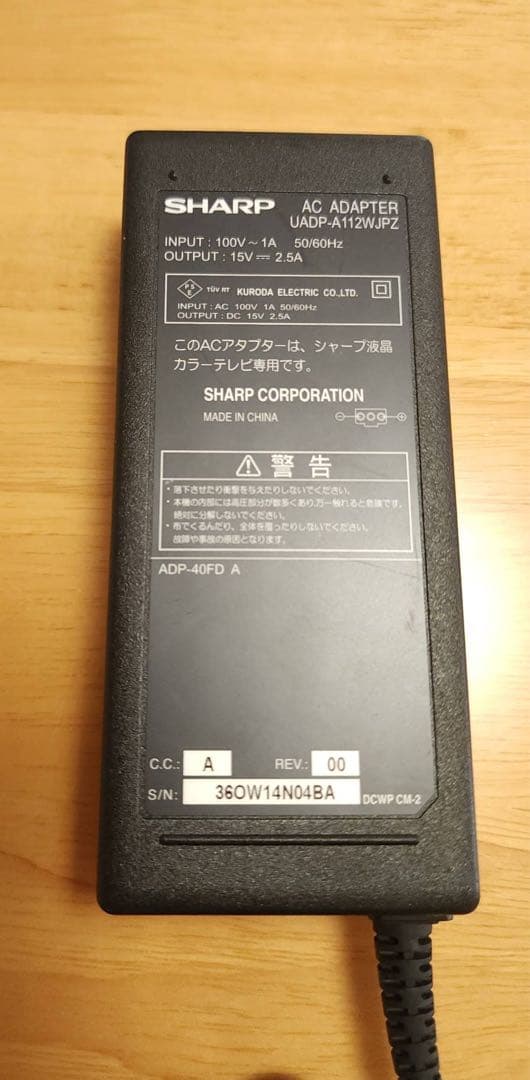 SHARP AC ADAPTER
UADP-A112WJPZ
INPUT : 100V ~ 1A 50/60Hz
OUTPUT : 15V ⎓ 2.5A
PS E TÜV RT KURODA ELECTRIC CO.,LTD.
INPUT : AC 100V 1A 50/60Hz
OUTPUT : DC 15V 2.5A
このACアダプターは、シャープ液晶
カラーテレビ専用です。
SHARP CORPORATION
MADE IN CHINA
⚠ 警告
・落下させたり衝撃を与えたりしないでください。
・本機の内部には高圧部分が数多くあり、万一触れると危険です。
絶対に分解しないでください。
・布でくるんだり、全体を覆ったりしないでください。
故障や事故の原因となります。
ADP-40FD A
C.C.: A REV.: 00
S/N: 36OW14N04BA DCWP CM-2